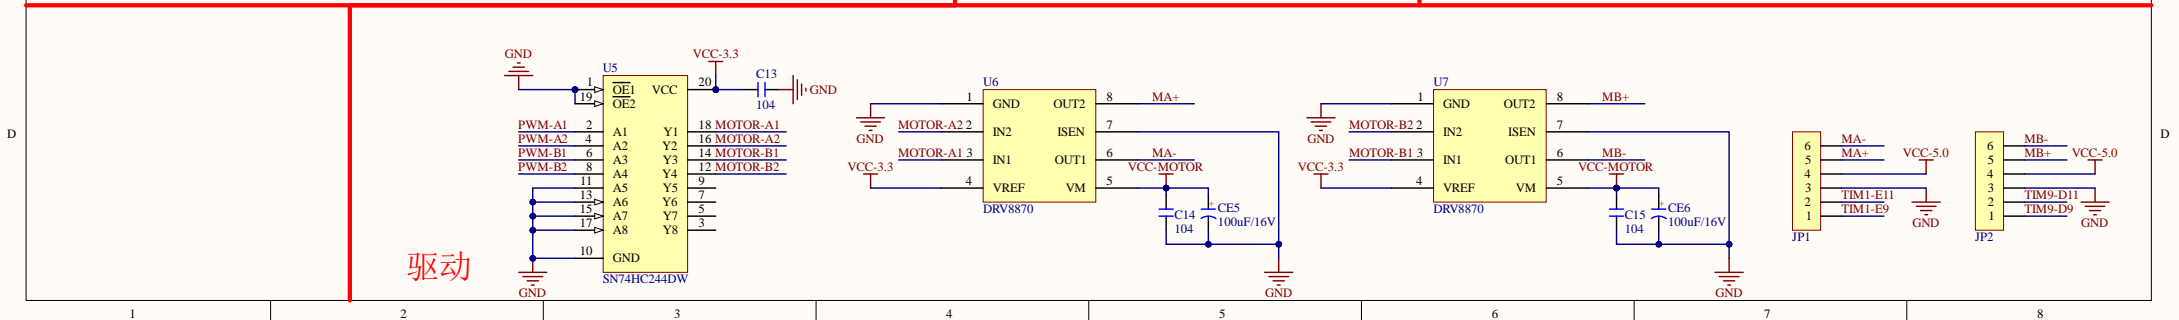 D
D
驱动
GND
U5
VCC-3.3
C13
104
GND
1
19
OE1
OE2
VCC
20
PWM-A1
2
A1
Y1
18
MOTOR-A1
PWM-A2
4
A2
Y2
16
MOTOR-A2
PWM-B1
6
A3
Y3
14
MOTOR-B1
PWM-B2
8
A4
Y4
12
MOTOR-B2
11
A5
Y5
9
13
A6
Y6
7
15
A7
Y7
5
17
A8
Y8
3
10
GND
SN74HC244DW
GND
U6
1
GND
OUT2
8
MA+
GND
MOTOR-A2
2
IN2
ISEN
7
MOTOR-A1
3
IN1
OUT1
6
MA-
VCC-3.3
VCC-MOTOR
4
VREF
VM
5
DRV8870
C14
104
CE5
100uF/16V
GND
U7
1
GND
OUT2
8
MB+
GND
MOTOR-B2
2
IN2
ISEN
7
MOTOR-B1
3
IN1
OUT1
6
MB-
VCC-3.3
VCC-MOTOR
4
VREF
VM
5
DRV8870
C15
104
CE6
100uF/16V
GND
6
MA-
5
MA+
VCC-5.0
4
3
2
TIM1-E11
1
TIM1-E9
GND
JP1
6
MB-
5
MB+
VCC-5.0
4
3
2
TIM9-D11
1
TIM9-D9
GND
JP2
1
2
3
4
5
6
7
8